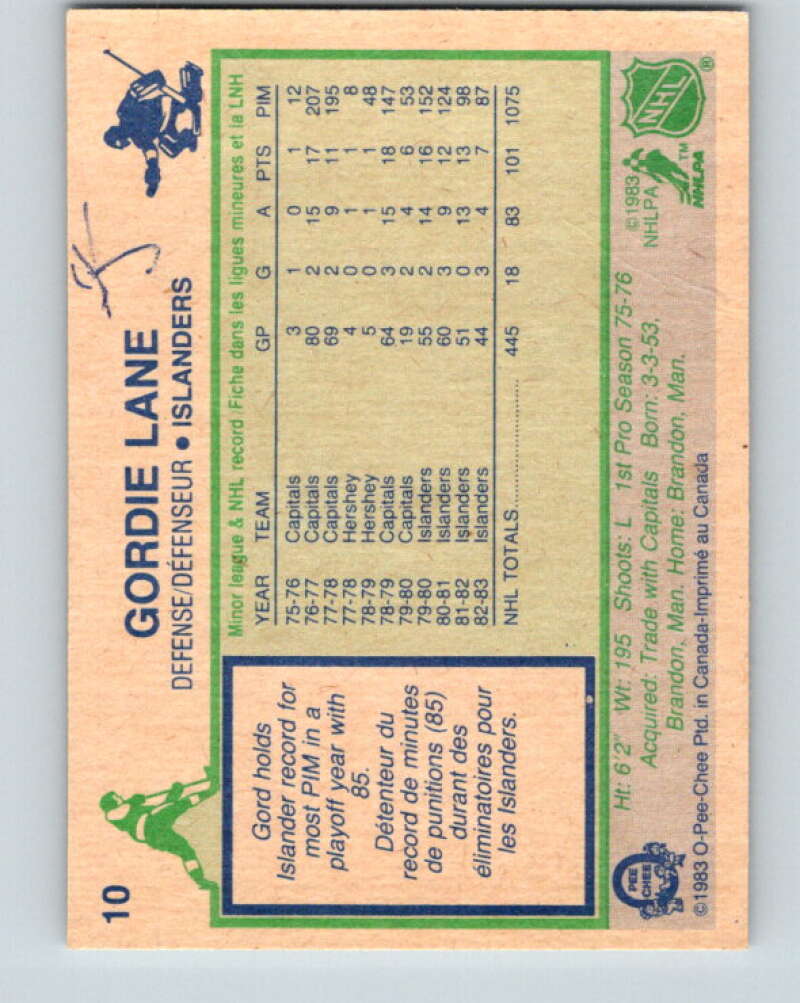 10
GORDIE LANE
DEFENSE/DÉFENSEUR • ISLANDERS
Gord holds
Islander record for
most PIM in a
playoff year with
85.
Détenteur du
record de minutes
de punitions (85)
durant des
éliminatoires pour
les Islanders.
Minor league & NHL record/Fiche dans les ligues mineures et la LNH
YEAR TEAM GP G A PTS PIM
75-76 Capitals 3 1 0 1 12
76-77 Capitals 80 2 15 17 207
77-78 Capitals 69 2 9 11 195
77-78 Hershey 4 0 1 1 8
78-79 Hershey 5 0 1 1 48
78-79 Capitals 64 3 15 18 147
79-80 Capitals 19 2 4 6 53
79-80 Islanders 55 2 14 16 152
80-81 Islanders 60 3 9 12 124
81-82 Islanders 51 0 13 13 98
82-83 Islanders 44 3 4 7 87
NHL TOTALS 445 18 83 101 1075
Ht: 6'2" Wt: 195 Shoots: L 1st Pro Season 75-76
Acquired: Trade with Capitals Born: 3-3-53,
Brandon, Man. Home: Brandon, Man.
©1983 O-Pee-Chee Ptd. in Canada-Imprimé au Canada
O
PEE
CHEE
©1983
NHLPA
NHLPA™
NHL®